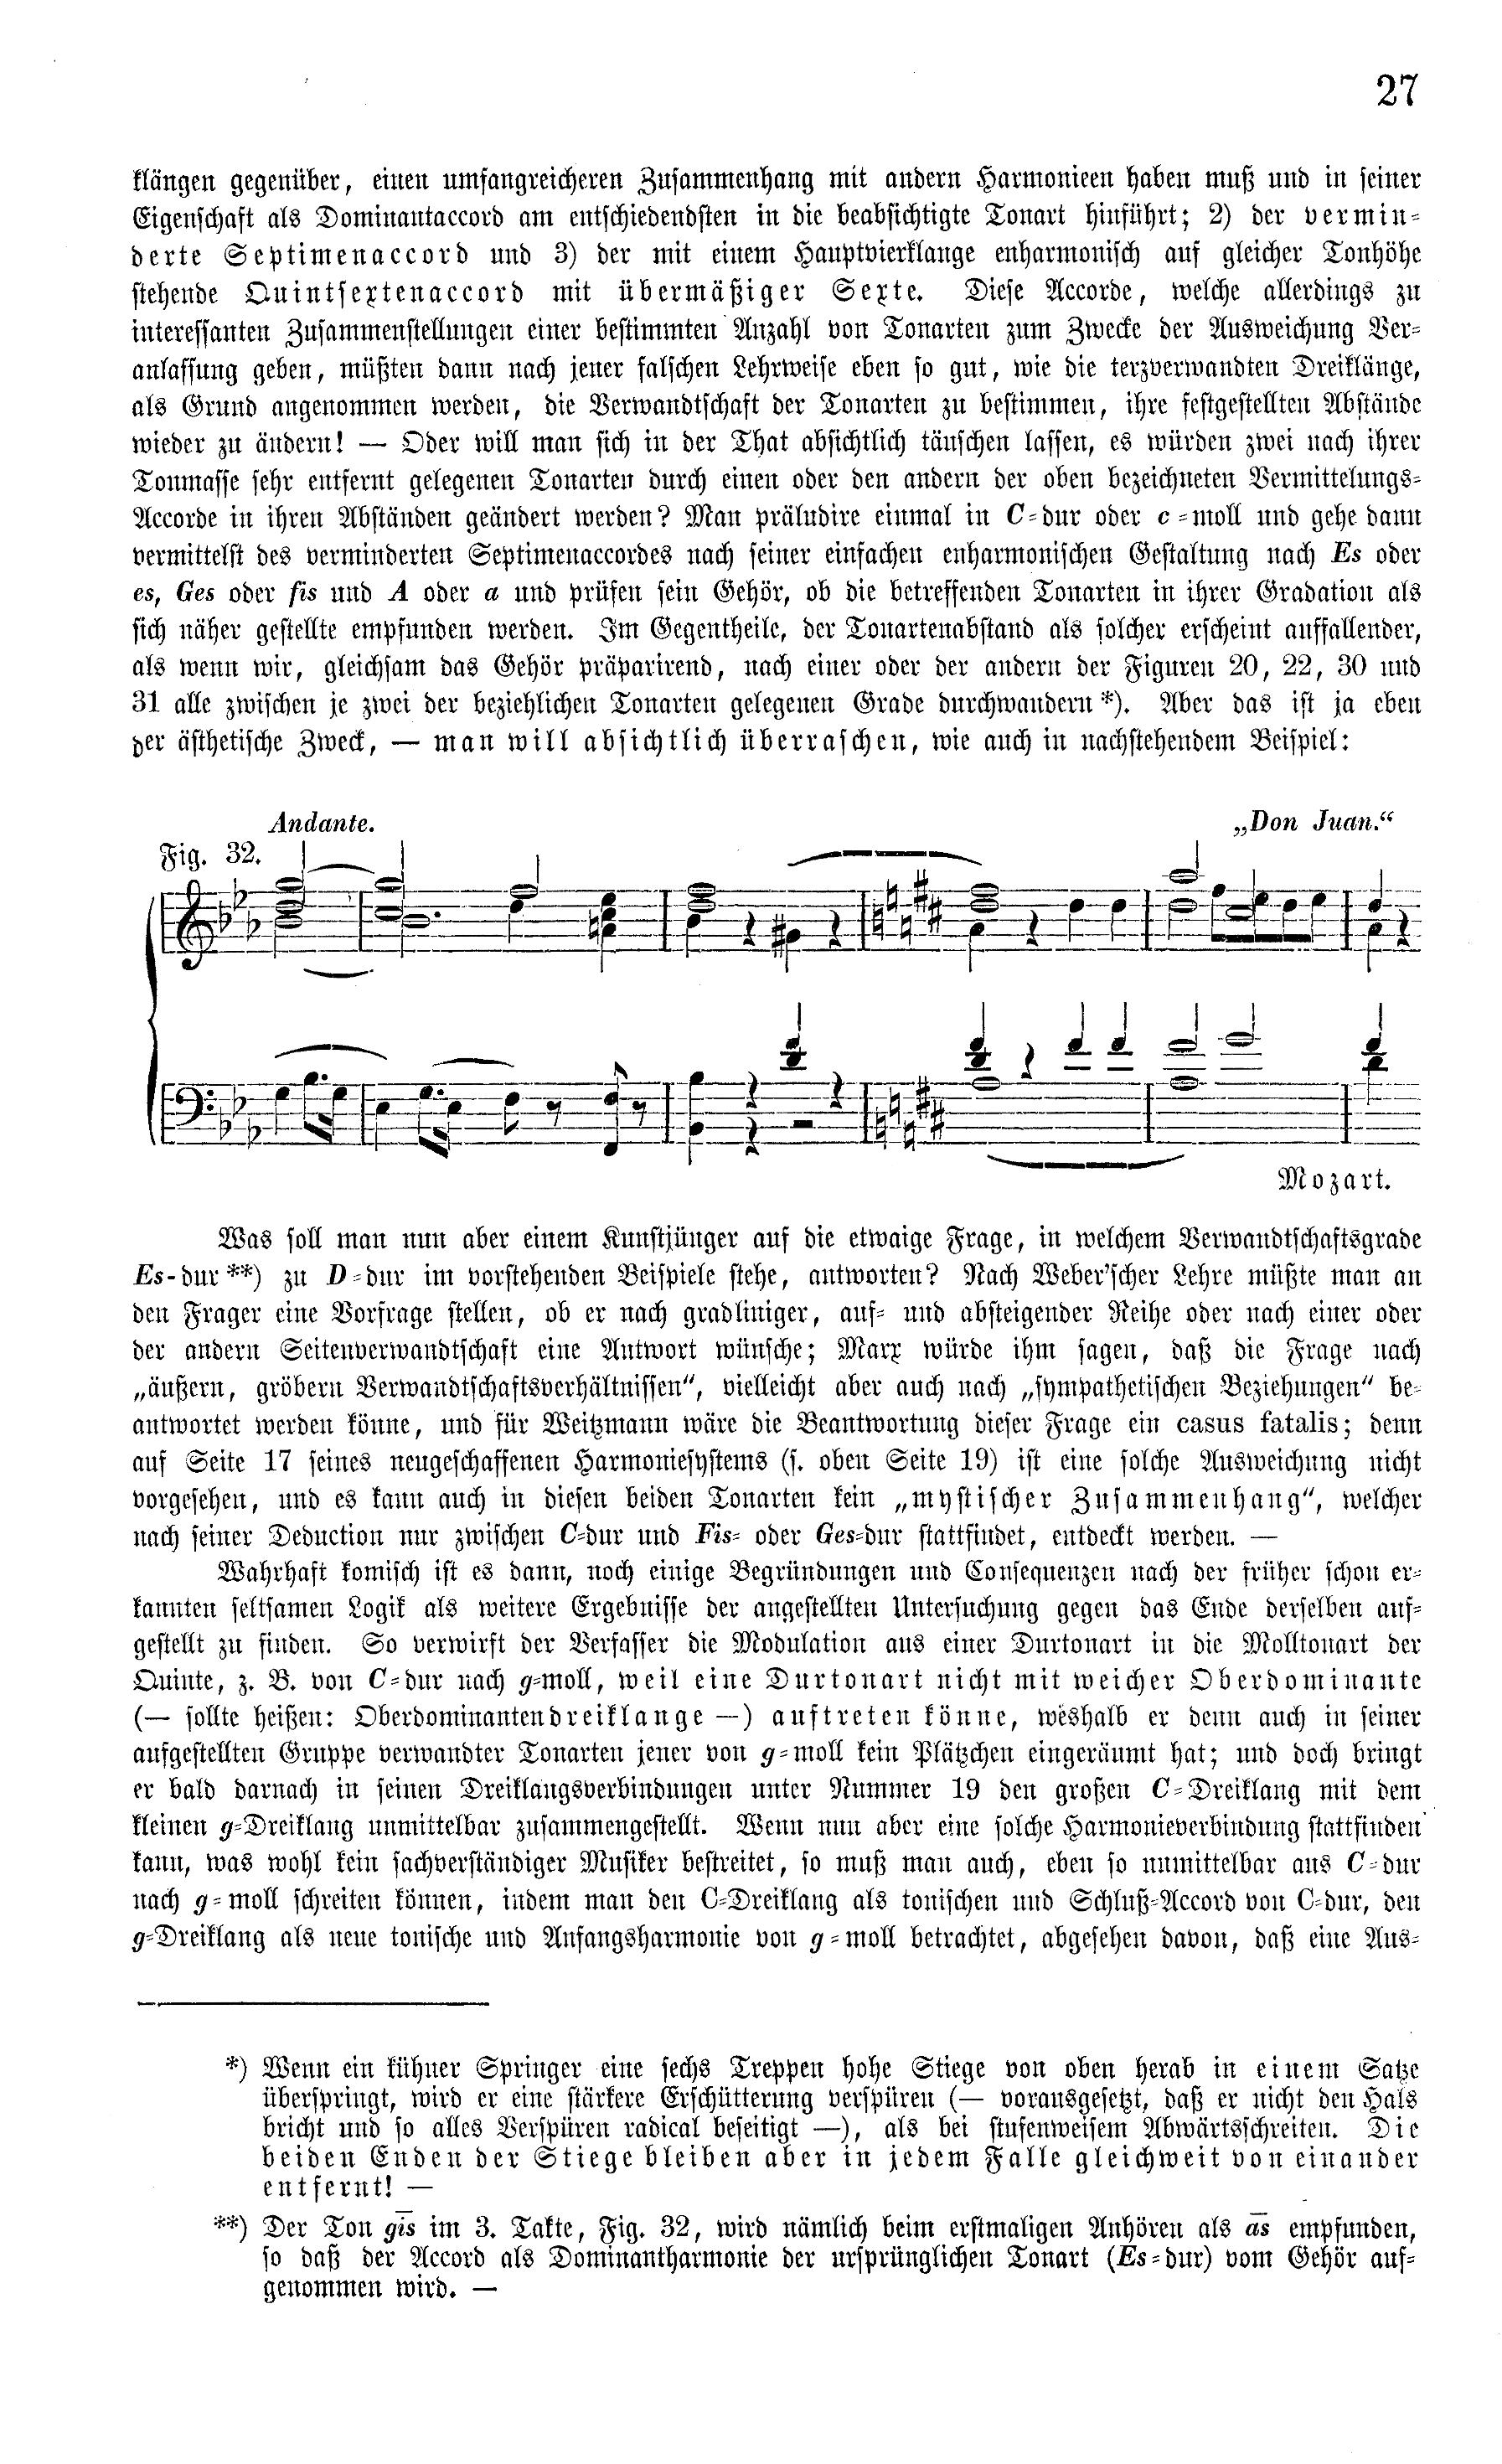 27
klängen gegenüber, einen umfangreicheren Zusammenhang mit andern Harmonieen haben muß und in seiner
Eigenschaft als Dominantaccord am entschiedendsten in die beabsichtigte Tonart hinführt; 2) der vermin-
derte Septimenaccord und 3) der mit einem Hauptvierklange enharmonisch auf gleicher Tonhöhe
stehende Quintsextenaccord mit übermäßiger Sexte. Diese Accorde, welche allerdings zu
interessanten Zusammenstellungen einer bestimmten Anzahl von Tonarten zum Zwecke der Ausweichung Ver-
anlassung geben, müßten dann nach jener falschen Lehrweise eben so gut, wie die terzverwandten Dreiklänge,
als Grund angenommen werden, die Verwandtschaft der Tonarten zu bestimmen, ihre festgestellten Abstände
wieder zu ändern! — Oder will man sich in der That absichtlich täuschen lassen, es würden zwei nach ihrer
Tonmasse sehr entfernt gelegenen Tonarten durch einen oder den andern der oben bezeichneten Vermittelungs-
Accorde in ihren Abständen geändert werden? Man präludire einmal in C-dur oder c-moll und gehe dann
vermittelst des verminderten Septimenaccordes nach seiner einfachen enharmonischen Gestaltung nach Es oder
es, Ges oder fis und A oder a und prüfen sein Gehör, ob die betreffenden Tonarten in ihrer Gradation als
sich näher gestellte empfunden werden. Im Gegentheile, der Tonartenabstand als solcher erscheint auffallender,
als wenn wir, gleichsam das Gehör präparirend, nach einer oder der andern der Figuren 20, 22, 30 und
31 alle zwischen je zwei der beziehlichen Tonarten gelegenen Grade durchwandern*). Aber das ist ja eben
der ästhetische Zweck, — man will absichtlich überraschen, wie auch in nachstehendem Beispiel:
Andante. „Don Juan.“
Fig. 32.
Mozart.
Was soll man nun aber einem Kunstjünger auf die etwaige Frage, in welchem Verwandtschaftsgrade
Es-dur**) zu D-dur im vorstehenden Beispiele stehe, antworten? Nach Weber'scher Lehre müßte man an
den Frager eine Vorfrage stellen, ob er nach gradliniger, auf- und absteigender Reihe oder nach einer oder
der andern Seitenverwandtschaft eine Antwort wünsche; Marx würde ihm sagen, daß die Frage nach
„äußern, gröbern Verwandtschaftsverhältnissen“, vielleicht aber auch nach „sympathetischen Beziehungen“ be-
antwortet werden könne, und für Weitzmann wäre die Beantwortung dieser Frage ein casus fatalis; denn
auf Seite 17 seines neugeschaffenen Harmoniesystems (s. oben Seite 19) ist eine solche Ausweichung nicht
vorgesehen, und es kann auch in diesen beiden Tonarten kein „mystischer Zusammenhang“, welcher
nach seiner Deduction nur zwischen C-dur und Fis- oder Ges-dur stattfindet, entdeckt werden. —
Wahrhaft komisch ist es dann, noch einige Begründungen und Consequenzen nach der früher schon er-
kannten seltsamen Logik als weitere Ergebnisse der angestellten Untersuchung gegen das Ende derselben auf-
gestellt zu finden. So verwirft der Verfasser die Modulation aus einer Durtonart in die Molltonart der
Quinte, z. B. von C-dur nach g-moll, weil eine Durtonart nicht mit weicher Oberdominante
(— sollte heißen: Oberdominantendreiklange —) auftreten könne, weshalb er denn auch in seiner
aufgestellten Gruppe verwandter Tonarten jener von g-moll kein Plätzchen eingeräumt hat; und doch bringt
er bald darnach in seinen Dreiklangsverbindungen unter Nummer 19 den großen C-Dreiklang mit dem
kleinen g-Dreiklang unmittelbar zusammengestellt. Wenn nun aber eine solche Harmonieverbindung stattfinden
kann, was wohl kein sachverständiger Musiker bestreitet, so muß man auch, eben so unmittelbar aus C-dur
nach g-moll schreiten können, indem man den C-Dreiklang als tonischen und Schluß-Accord von C-dur, den
g-Dreiklang als neue tonische und Anfangsharmonie von g-moll betrachtet, abgesehen davon, daß eine Aus-
*) Wenn ein kühner Springer eine sechs Treppen hohe Stiege von oben herab in einem Satze
überspringt, wird er eine stärkere Erschütterung verspüren (— vorausgesetzt, daß er nicht den Hals
bricht und so alles Verspüren radical beseitigt —), als bei stufenweisem Abwärtsschreiten. Die
beiden Enden der Stiege bleiben aber in jedem Falle gleichweit von einander
entfernt! —
**) Der Ton gīs im 3. Takte, Fig. 32, wird nämlich beim erstmaligen Anhören als ās empfunden,
so daß der Accord als Dominantharmonie der ursprünglichen Tonart (Es-dur) vom Gehör auf-
genommen wird. —